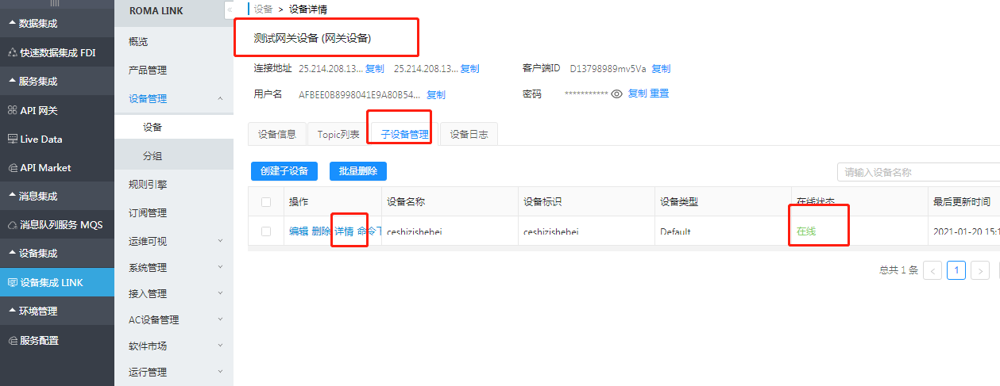 数据集成
快速数据集成 FDI
服务集成
API 网关
Live Data
API Market
消息集成
消息队列服务 MQS
设备集成
设备集成 LINK
环境管理
服务配置
ROMA LINK
概览
产品管理
设备管理
设备
分组
规则引擎
订阅管理
运维可视
系统管理
接入管理
AC设备管理
软件市场
运行管理
设备 > 设备详情
测试网关设备 (网关设备)
连接地址 25.214.208.13... 复制 25.214.208.13... 复制 客户端ID D13798989mv5Va 复制
用户名 AFBEE0B8998041E9A80B54... 复制 密码 *********** 复制 重置
设备信息 Topic列表 子设备管理 设备日志
创建子设备 批量删除 请输入设备名称
操作 设备名称 设备标识 设备类型 在线状态 最后更新时间
编辑 删除 详情 命令下 ceshizishebei ceshizishebei Default 在线 2021-01-20 15:1
总共 1 条 < 1 >